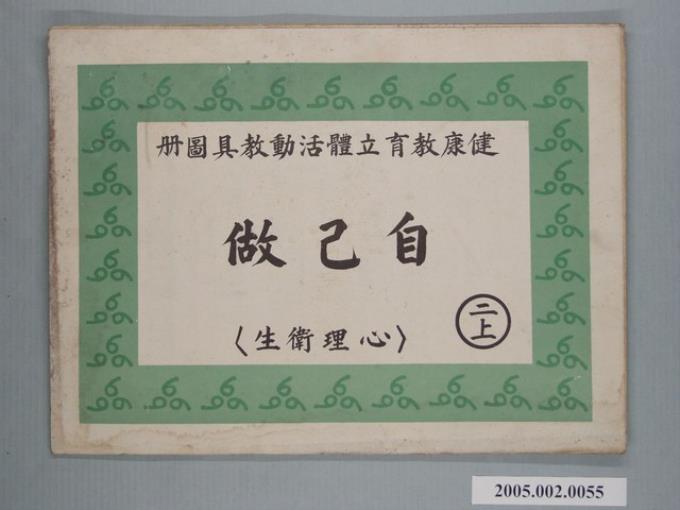 健康教育立體活動教具圖册
自己做
二上
〈心理衛生〉
2005.002.0055